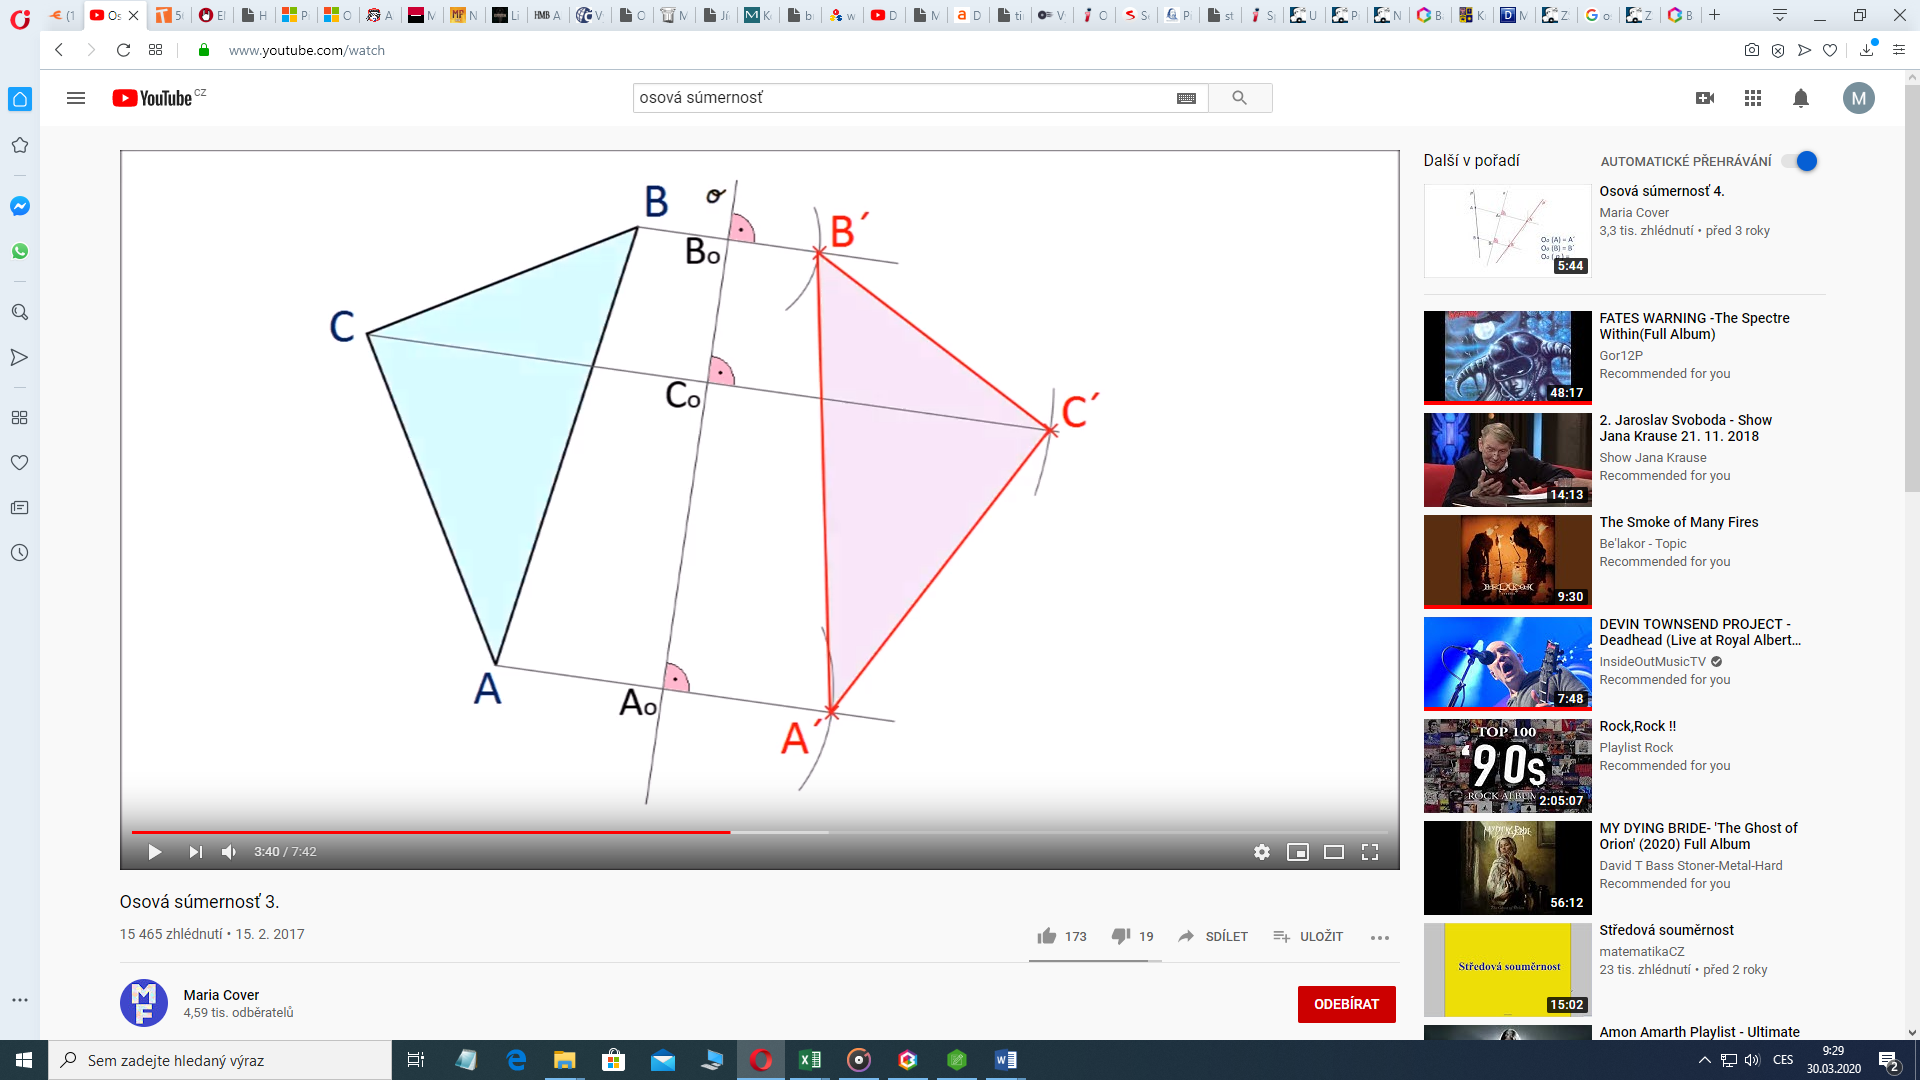 www.youtube.com/watch
YouTube CZ
osová súmernosť
M
B
o
B´
Bo
C
Co
C´
A
Ao
A´
3:40 / 7:42
Osová súmernosť 3.
15 465 zhlédnutí • 15. 2. 2017
173
19
SDÍLET
ULOŽIT
MF
Maria Cover
4,59 tis. odběratelů
ODEBÍRAT
Další v pořadí
AUTOMATICKÉ PŘEHRÁVÁNÍ
5:44
Osová súmernosť 4.
Maria Cover
3,3 tis. zhlédnutí • před 3 roky
48:17
FATES WARNING -The Spectre
Within(Full Album)
Gor12P
Recommended for you
14:13
2. Jaroslav Svoboda - Show
Jana Krause 21. 11. 2018
Show Jana Krause
Recommended for you
9:30
The Smoke of Many Fires
Be'lakor - Topic
Recommended for you
7:48
DEVIN TOWNSEND PROJECT -
Deadhead (Live at Royal Albert...
InsideOutMusicTV
Recommended for you
TOP 100
'90s
ROCK ALBUM
2:05:07
Rock,Rock !!
Playlist Rock
Recommended for you
56:12
MY DYING BRIDE- 'The Ghost of
Orion' (2020) Full Album
David T Bass Stoner-Metal-Hard
Recommended for you
Středová souměrnost
15:02
Středová souměrnost
matematikaCZ
23 tis. zhlédnutí • před 2 roky
Amon Amarth Playlist - Ultimate
Sem zadejte hledaný výraz
CES
9:29
30.03.2020
2